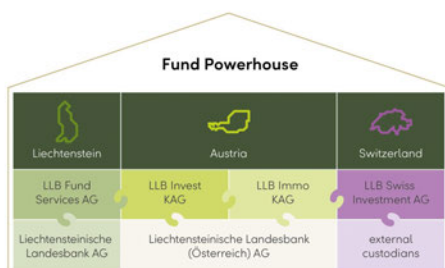 Fund Powerhouse
Liechtenstein
Austria
Switzerland
LLB Fund
Services AG
LLB Invest
KAG
LLB Immo
KAG
LLB Swiss
Investment AG
Liechtensteinische
Landesbank AG
Liechtensteinische Landesbank
(Österreich) AG
external
custodians